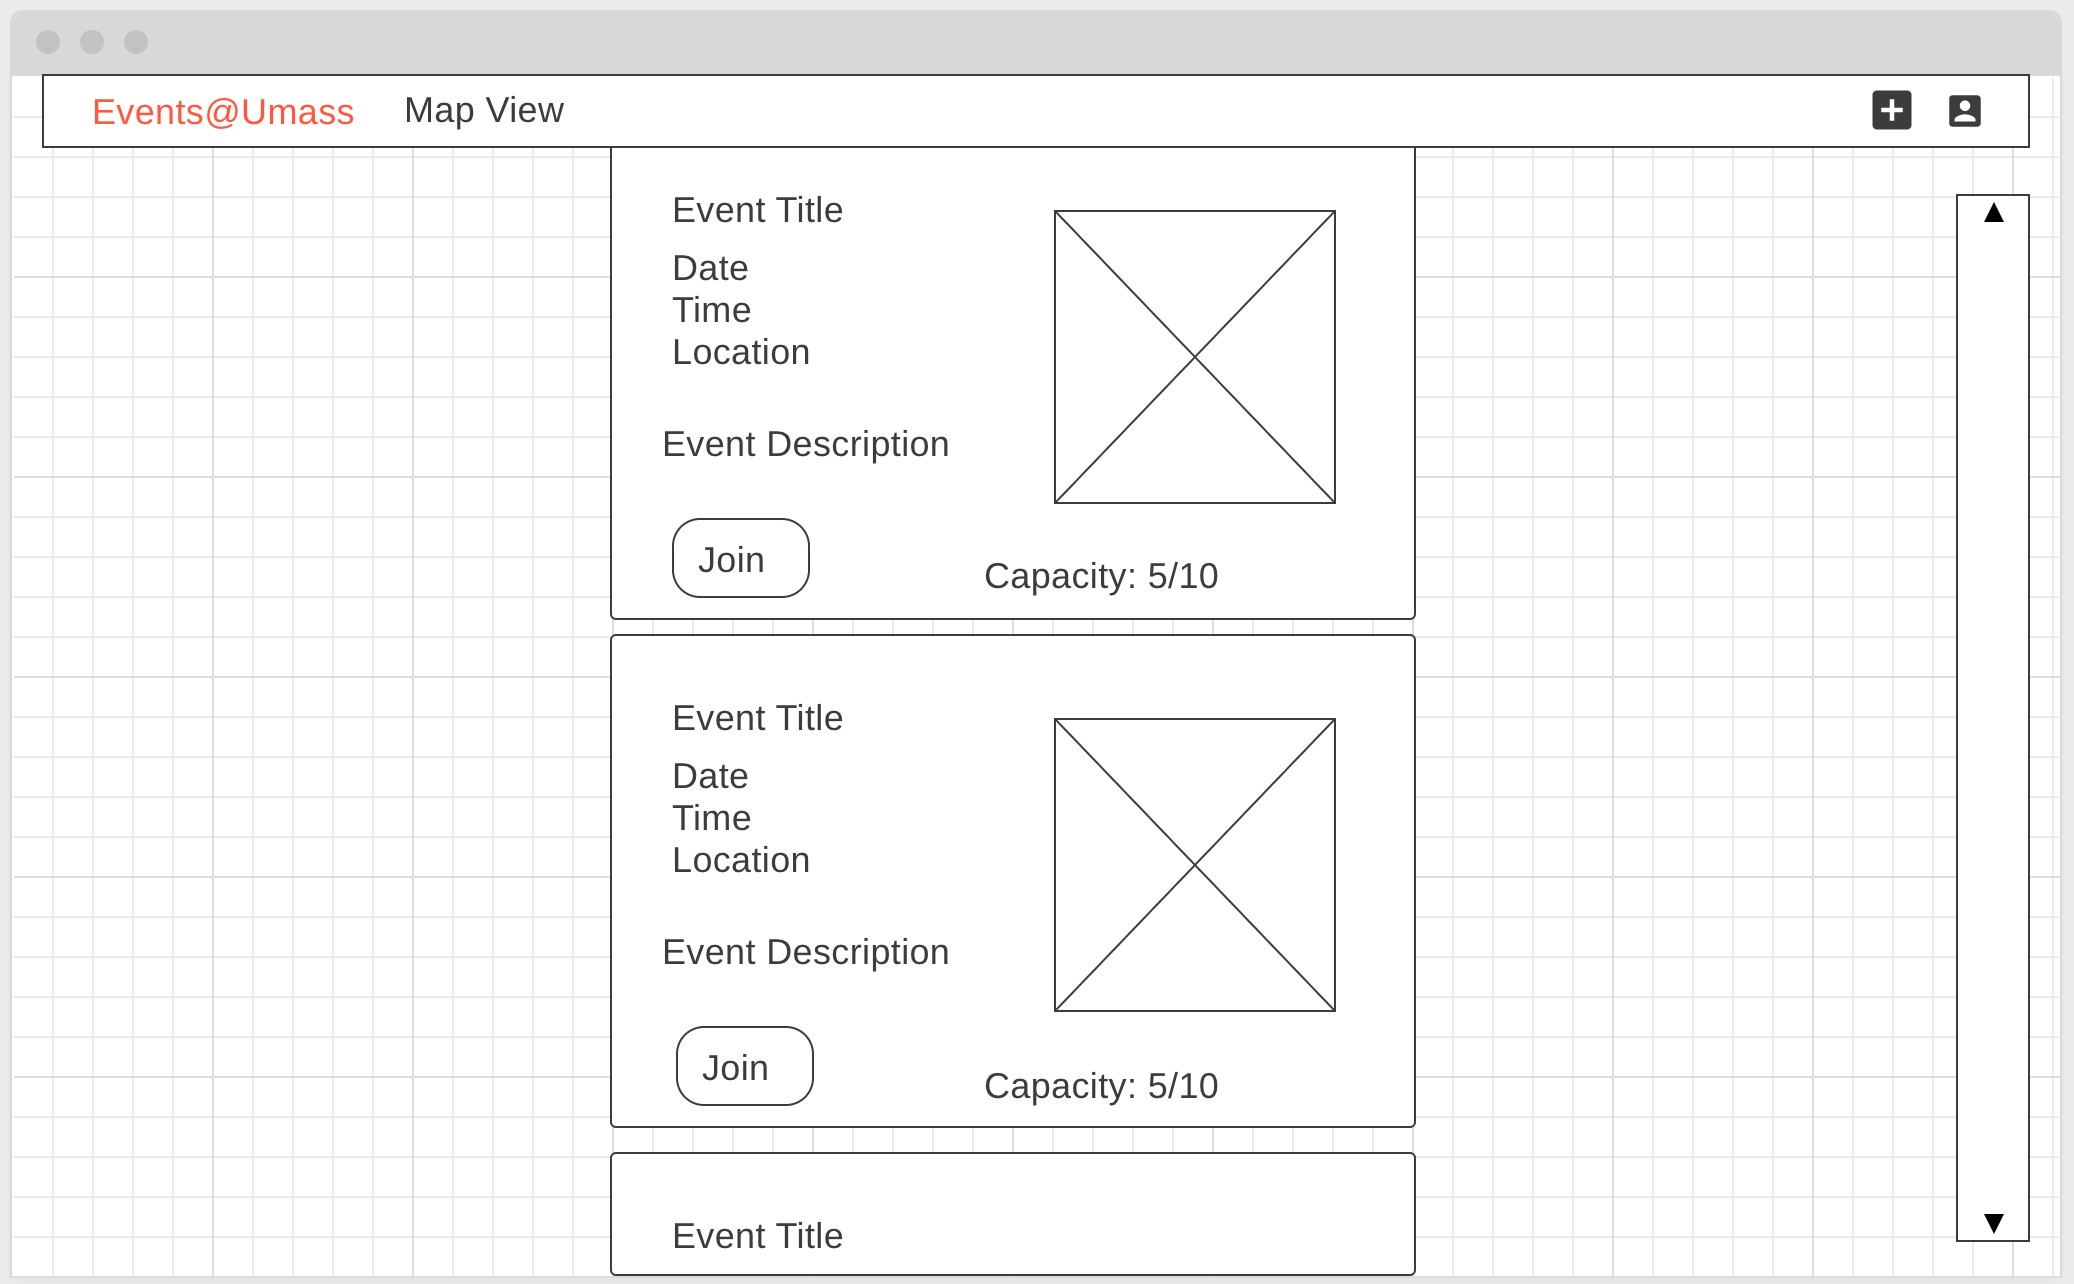 Events@Umass Map View
Event Title
Date
Time
Location
Event Description
Join
Capacity: 5/10
Event Title
Date
Time
Location
Event Description
Join
Capacity: 5/10
Event Title